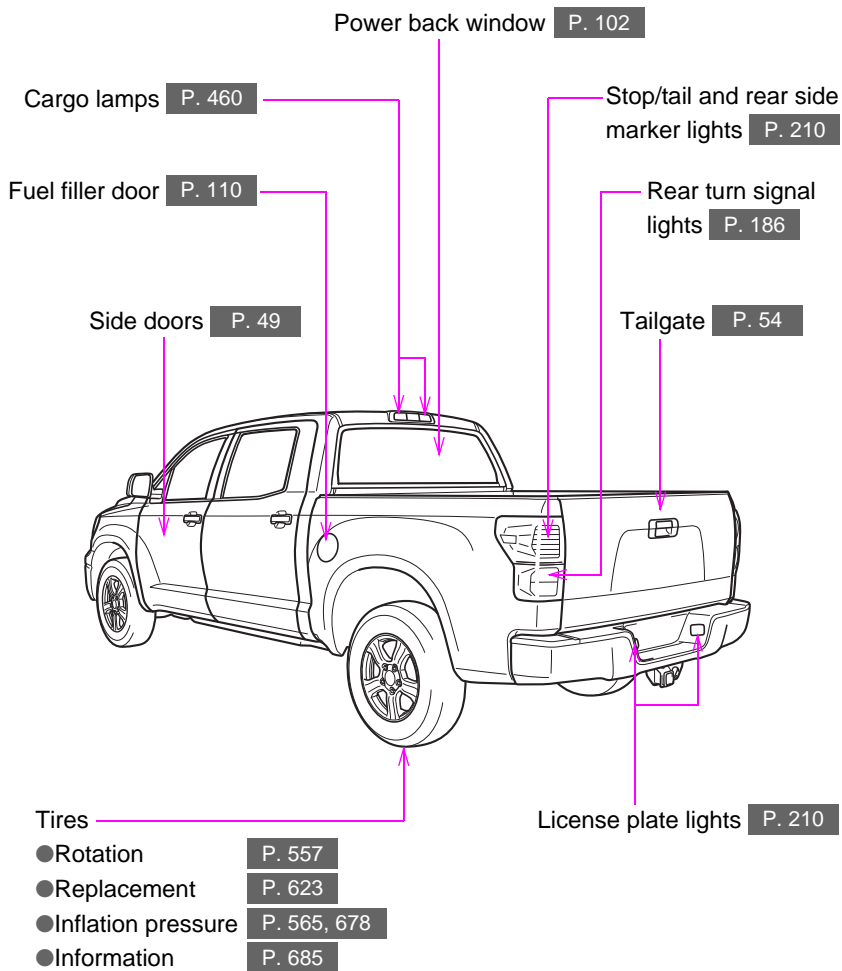 Power back window P. 102
Cargo lamps P. 460
Stop/tail and rear side
marker lights P. 210
Fuel filler door P. 110
Rear turn signal
lights P. 186
Side doors P. 49
Tailgate P. 54
Tires
●Rotation P. 557
●Replacement P. 623
●Inflation pressure P. 565, 678
●Information P. 685
License plate lights P. 210